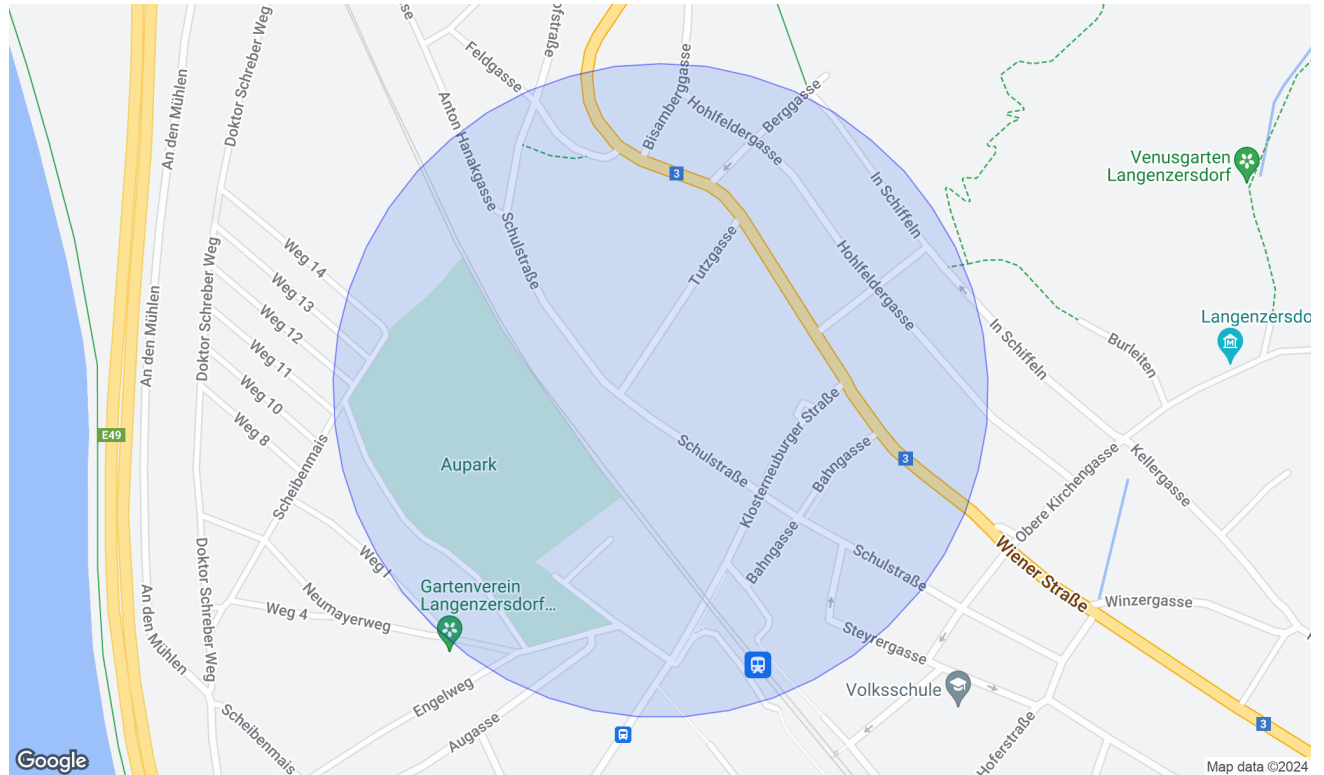 An den Mühlen
Doktor Schreber Weg
Feldgasse
Anton Hanakgasse
Bisamberggasse
Hohlfeldergasse
Berggasse
Venusgarten
Langenzersdorf
3
In Schiffeln
Schulstraße
Tutzgasse
Weg 14
Weg 13
Weg 12
Weg 11
Weg 10
Weg 8
Doktor Schreber Weg
An den Mühlen
Hohlfeldergasse
In Schiffeln
Langenzersdo
Burleiten
E49
Aupark
Scheibenmais
Schulstraße
Klosterneuburger Straße
Bahngasse
3
Kellergasse
Obere Kirchengasse
Weg I
Doktor Schreber Weg
Neumayerweg
Weg 4
Gartenverein
Langenzersdorf...
Bahngasse
Schulstraße
Wiener Straße
Winzergasse
An den Mühlen
Steyrergasse
Volksschule
Engelweg
Augasse
Scheibenmais
Hoferstraße
3
Google
Map data ©2024